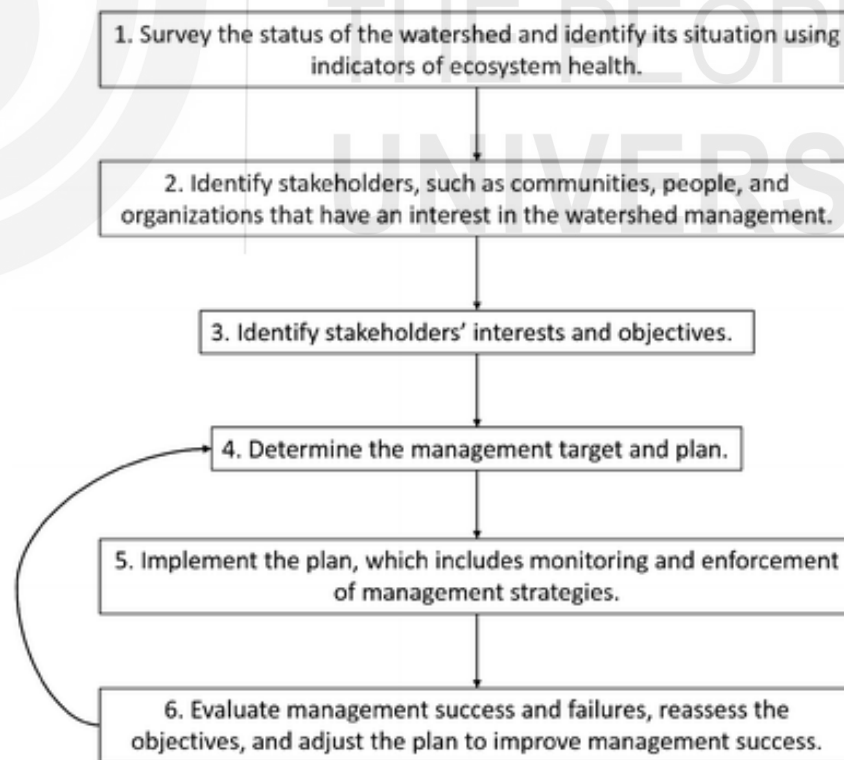 THE PEOPL
UNIVERS
1. Survey the status of the watershed and identify its situation using
indicators of ecosystem health.
2. Identify stakeholders, such as communities, people, and
organizations that have an interest in the watershed management.
3. Identify stakeholders’ interests and objectives.
4. Determine the management target and plan.
5. Implement the plan, which includes monitoring and enforcement
of management strategies.
6. Evaluate management success and failures, reassess the
objectives, and adjust the plan to improve management success.